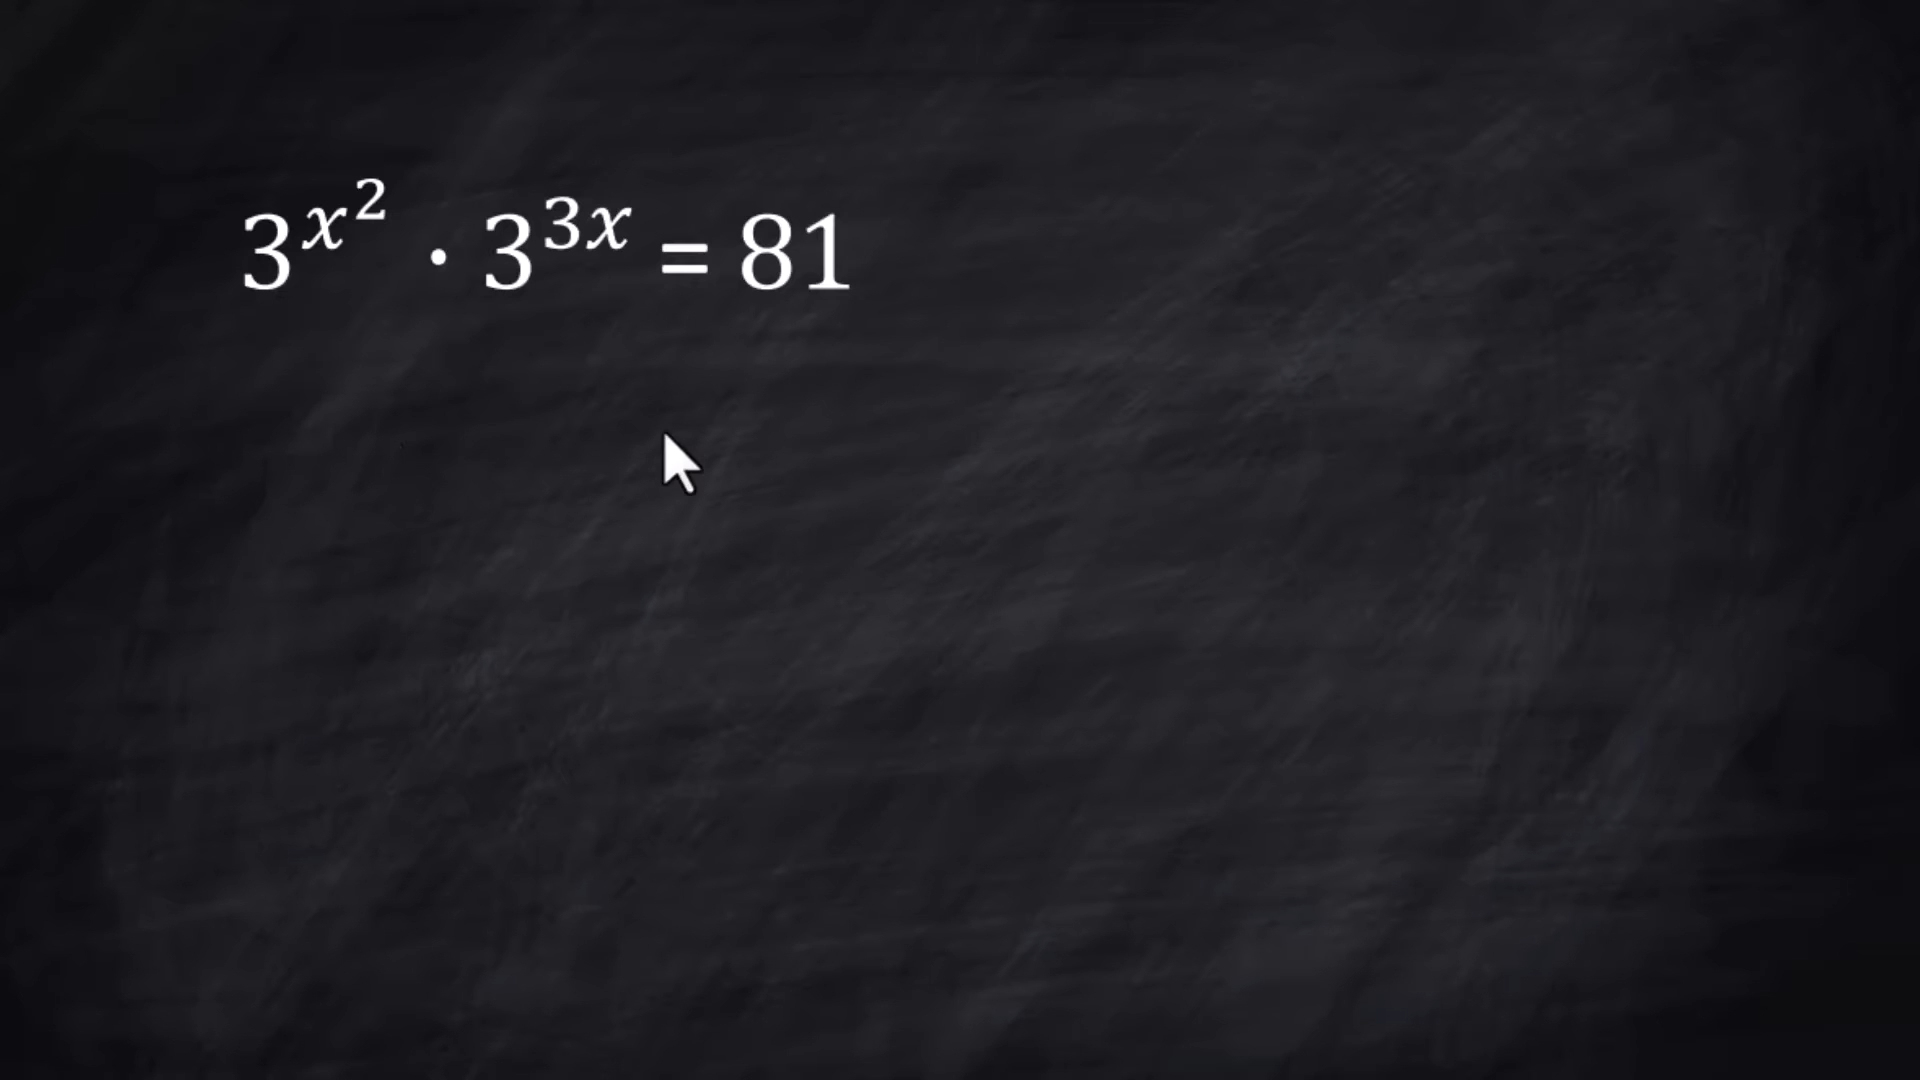 3^{x^2} · 3^{3x} = 81